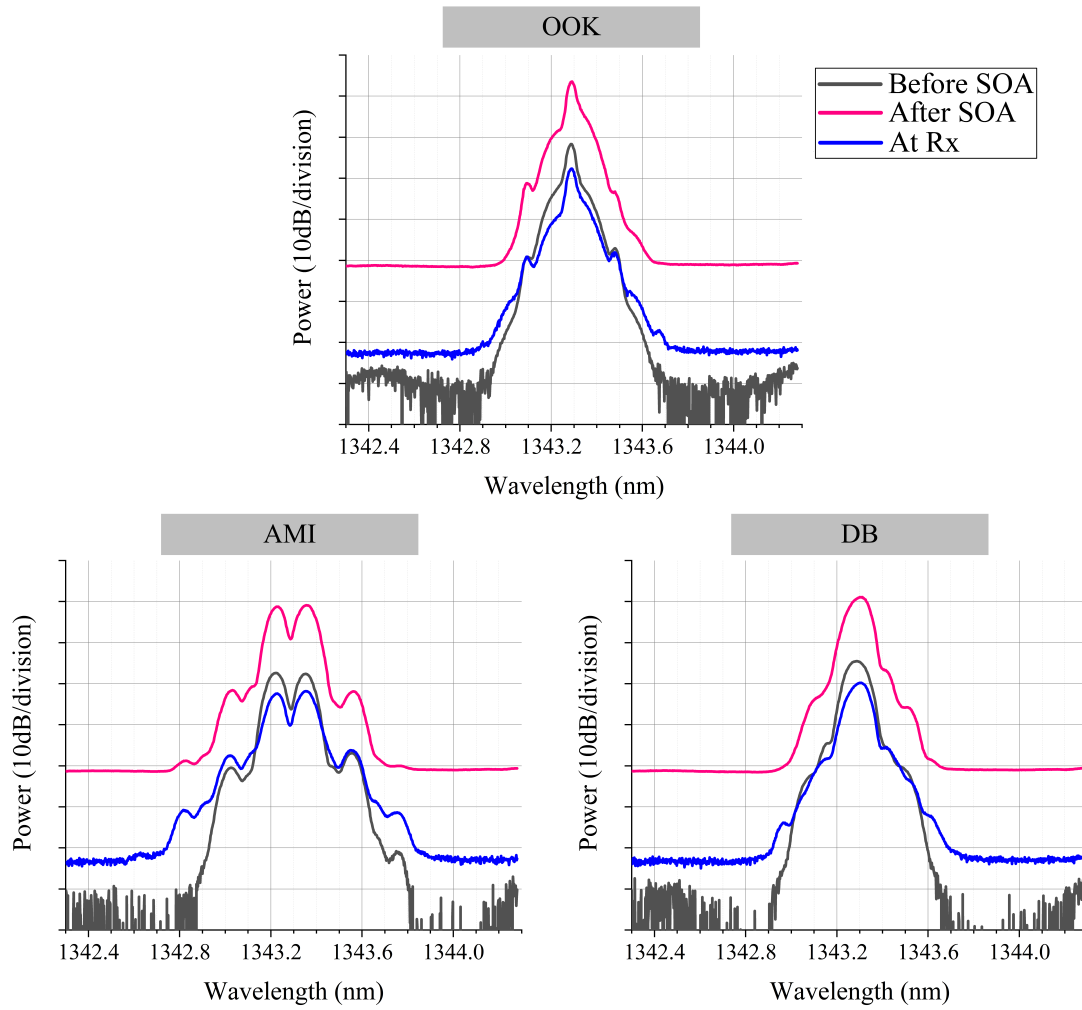 OOK
Before SOA
After SOA
At Rx
Power (10dB/division)
1342.4 1342.8 1343.2 1343.6 1344.0
Wavelength (nm)
AMI
DB
Power (10dB/division)
Power (10dB/division)
1342.4 1342.8 1343.2 1343.6 1344.0
1342.4 1342.8 1343.2 1343.6 1344.0
Wavelength (nm)
Wavelength (nm)